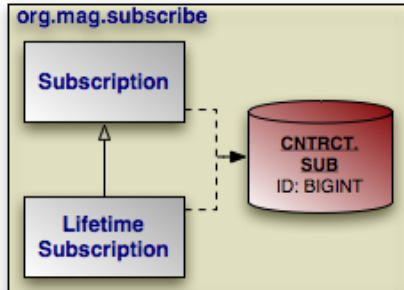 org.mag.subscribe
Subscription
CNTRCT.
SUB
ID: BIGINT
Lifetime
Subscription